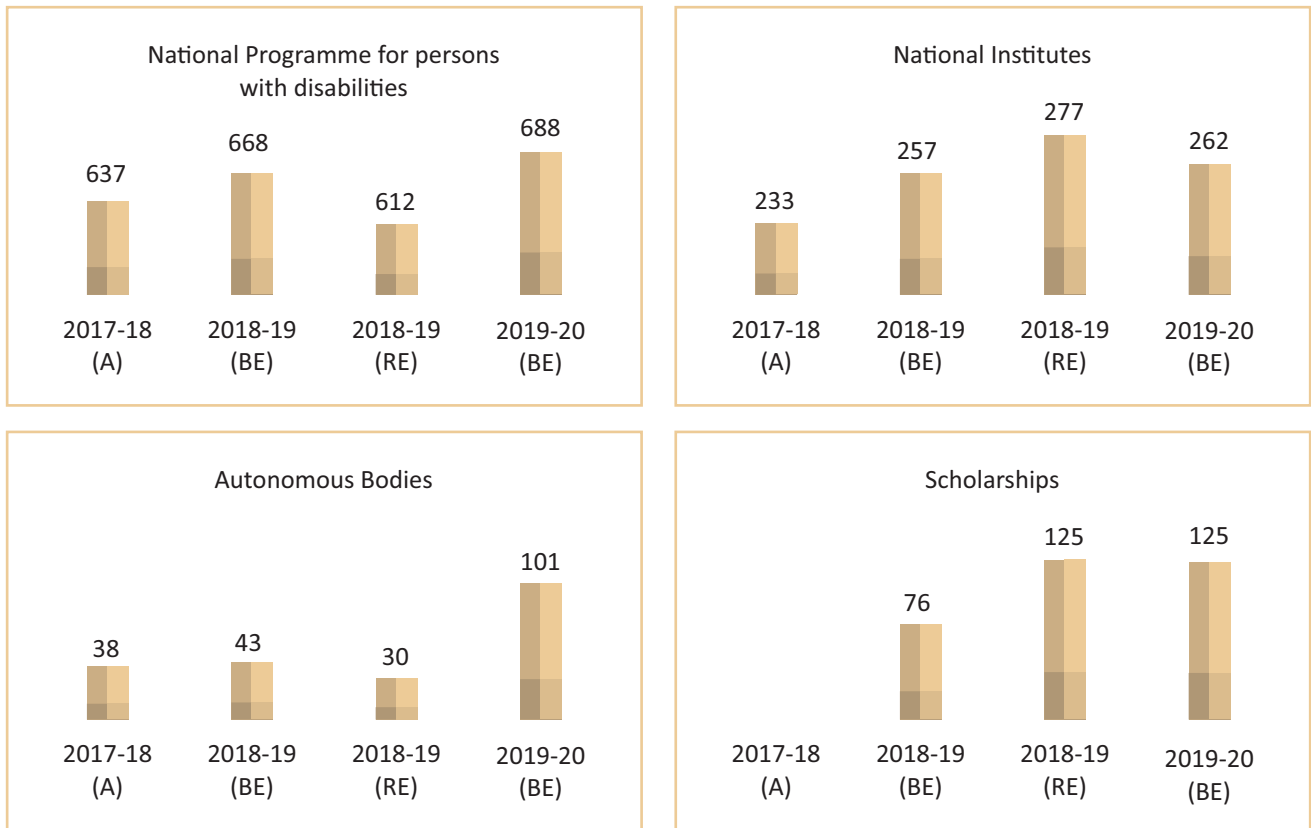 National Programme for persons
with disabilities
637
668
612
688
2017-18
(A)
2018-19
(BE)
2018-19
(RE)
2019-20
(BE)
National Institutes
233
257
277
262
2017-18
(A)
2018-19
(BE)
2018-19
(RE)
2019-20
(BE)
Autonomous Bodies
38
43
30
101
2017-18
(A)
2018-19
(BE)
2018-19
(RE)
2019-20
(BE)
Scholarships
76
125
125
2017-18
(A)
2018-19
(BE)
2018-19
(RE)
2019-20
(BE)